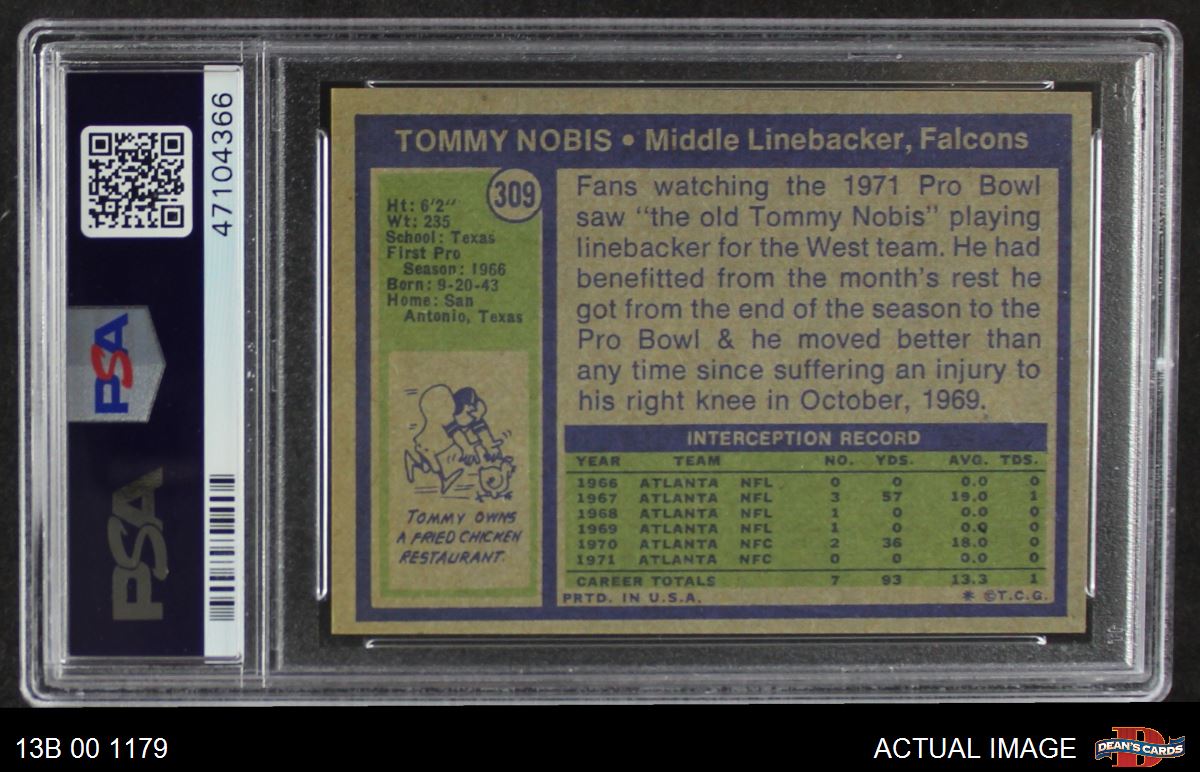 TOMMY NOBIS • Middle Linebacker, Falcons
309
Ht: 6'2"
Wt: 235
School: Texas
First Pro
Season: 1966
Born: 9-20-43
Home: San
Antonio, Texas
TOMMY OWNS
A FRIED CHICKEN
RESTAURANT.
Fans watching the 1971 Pro Bowl
saw "the old Tommy Nobis" playing
linebacker for the West team. He had
benefitted from the month's rest he
got from the end of the season to the
Pro Bowl & he moved better than
any time since suffering an injury to
his right knee in October, 1969.
INTERCEPTION RECORD
YEAR TEAM NO. YDS. AVG. TDS.
1966 ATLANTA NFL 0 0 0.0 0
1967 ATLANTA NFL 3 57 19.0 1
1968 ATLANTA NFL 1 0 0.0 0
1969 ATLANTA NFL 1 0 0.0 0
1970 ATLANTA NFC 2 36 18.0 0
1971 ATLANTA NFC 0 0 0.0 0
CAREER TOTALS 7 93 13.3 1
PRTD. IN U.S.A. * ©T.C.G.
47104366
PSA
PSA
13B 00 1179
ACTUAL IMAGE
D
DEAN'S CARDS